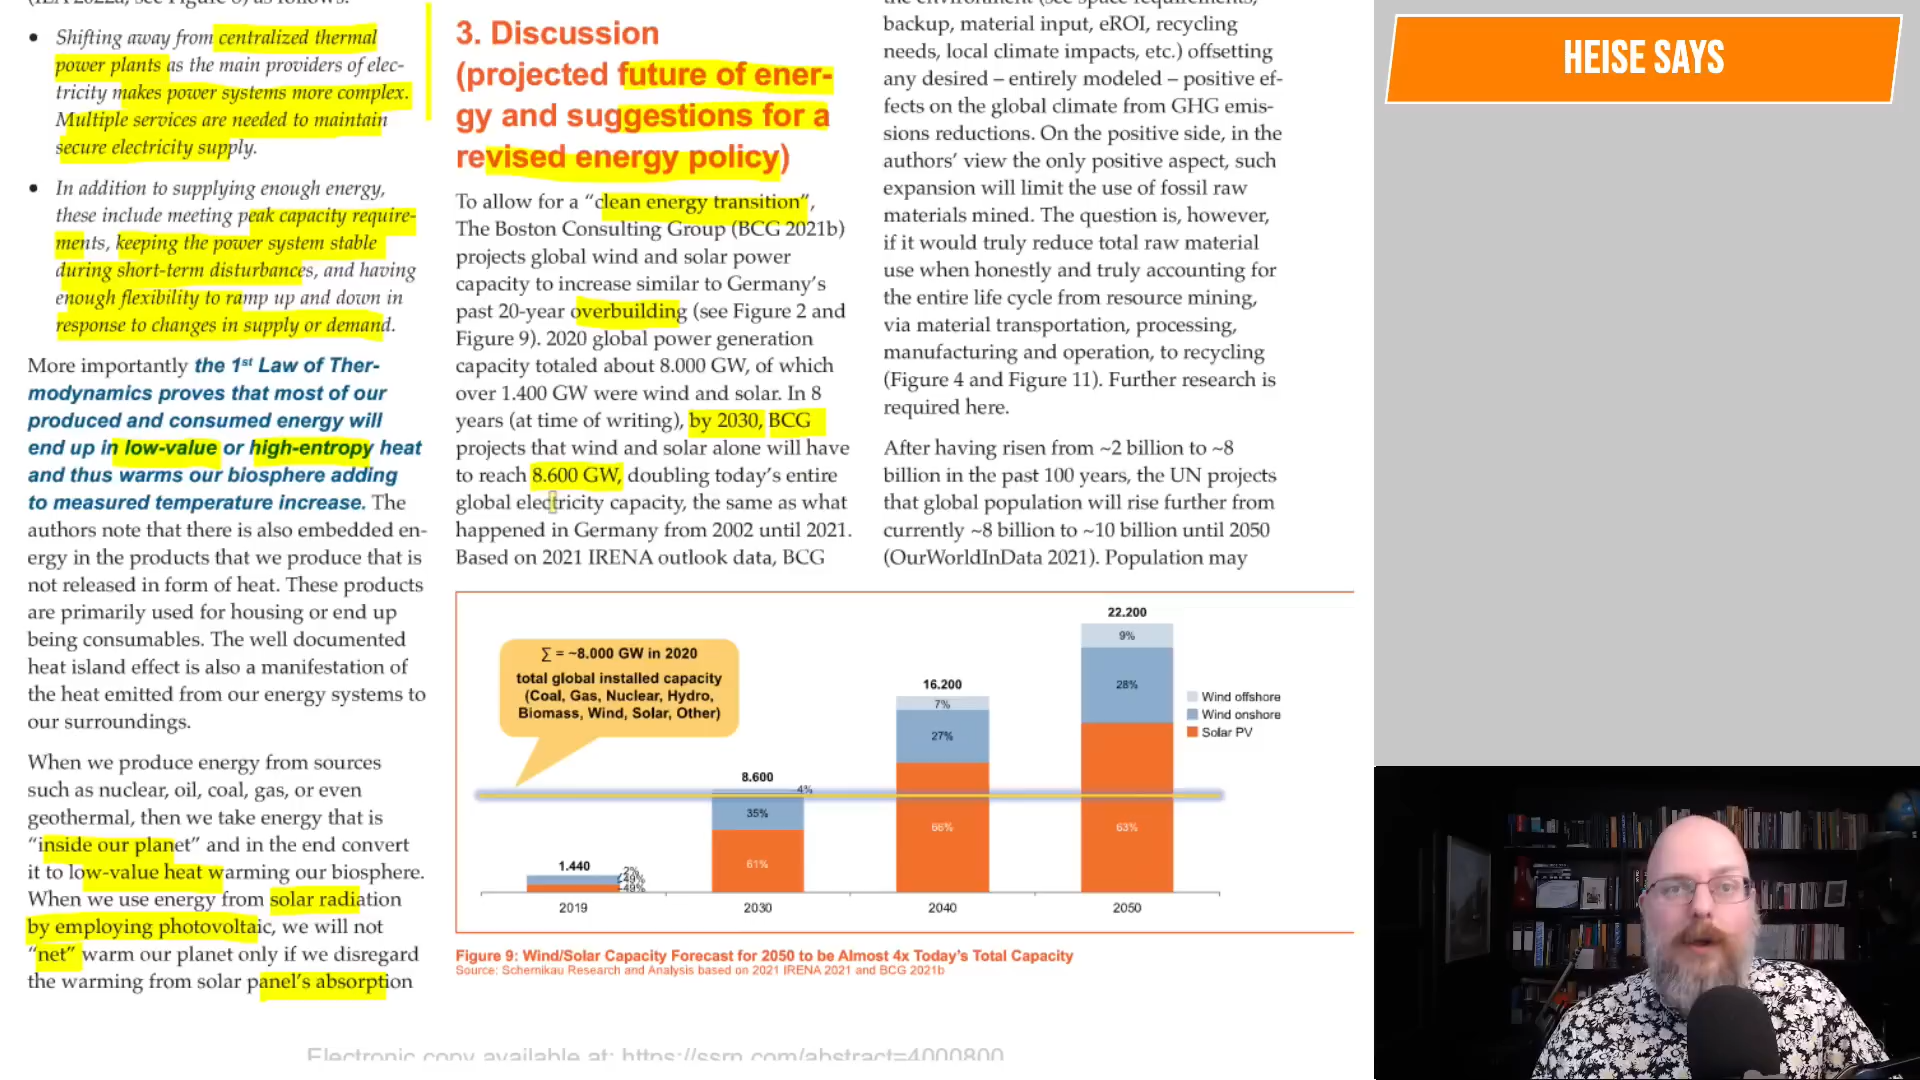 (IEA 2022a, see Figure 6) as follows:
• Shifting away from centralized thermal
power plants as the main providers of elec-
tricity makes power systems more complex.
Multiple services are needed to maintain
secure electricity supply.
• In addition to supplying enough energy,
these include meeting peak capacity require-
ments, keeping the power system stable
during short-term disturbances, and having
enough flexibility to ramp up and down in
response to changes in supply or demand.
More importantly the 1st Law of Ther-
modynamics proves that most of our
produced and consumed energy will
end up in low-value or high-entropy heat
and thus warms our biosphere adding
to measured temperature increase. The
authors note that there is also embedded en-
ergy in the products that we produce that is
not released in form of heat. These products
are primarily used for housing or end up
being consumables. The well documented
heat island effect is also a manifestation of
the heat emitted from our energy systems to
our surroundings.
When we produce energy from sources
such as nuclear, oil, coal, gas, or even
geothermal, then we take energy that is
“inside our planet” and in the end convert
it to low-value heat warming our biosphere.
When we use energy from solar radiation
by employing photovoltaic, we will not
“net” warm our planet only if we disregard
the warming from solar panel’s absorption
3. Discussion
(projected future of ener-
gy and suggestions for a
revised energy policy)
To allow for a “clean energy transition”,
The Boston Consulting Group (BCG 2021b)
projects global wind and solar power
capacity to increase similar to Germany’s
past 20-year overbuilding (see Figure 2 and
Figure 9). 2020 global power generation
capacity totaled about 8.000 GW, of which
over 1.400 GW were wind and solar. In 8
years (at time of writing), by 2030, BCG
projects that wind and solar alone will have
to reach 8.600 GW, doubling today’s entire
global electricity capacity, the same as what
happened in Germany from 2002 until 2021.
Based on 2021 IRENA outlook data, BCG
the environment (see space requirements,
backup, material input, eROI, recycling
needs, local climate impacts, etc.) offsetting
any desired – entirely modeled – positive ef-
fects on the global climate from GHG emis-
sions reductions. On the positive side, in the
authors’ view the only positive aspect, such
expansion will limit the use of fossil raw
materials mined. The question is, however,
if it would truly reduce total raw material
use when honestly and truly accounting for
the entire life cycle from resource mining,
via material transportation, processing,
manufacturing and operation, to recycling
(Figure 4 and Figure 11). Further research is
required here.
After having risen from ~2 billion to ~8
billion in the past 100 years, the UN projects
that global population will rise further from
currently ~8 billion to ~10 billion until 2050
(OurWorldInData 2021). Population may
∑ = ~8.000 GW in 2020
total global installed capacity
(Coal, Gas, Nuclear, Hydro,
Biomass, Wind, Solar, Other)
1.440
2%
49%
49%
8.600
4%
35%
61%
16.200
7%
27%
66%
22.200
9%
28%
63%
Wind offshore
Wind onshore
Solar PV
2019
2030
2040
2050
Figure 9: Wind/Solar Capacity Forecast for 2050 to be Almost 4x Today's Total Capacity
Source: Schernikau Research and Analysis based on 2021 IRENA 2021 and BCG 2021b
Electronic copy available at: https://ssrn.com/abstract=4000800
HEISE SAYS